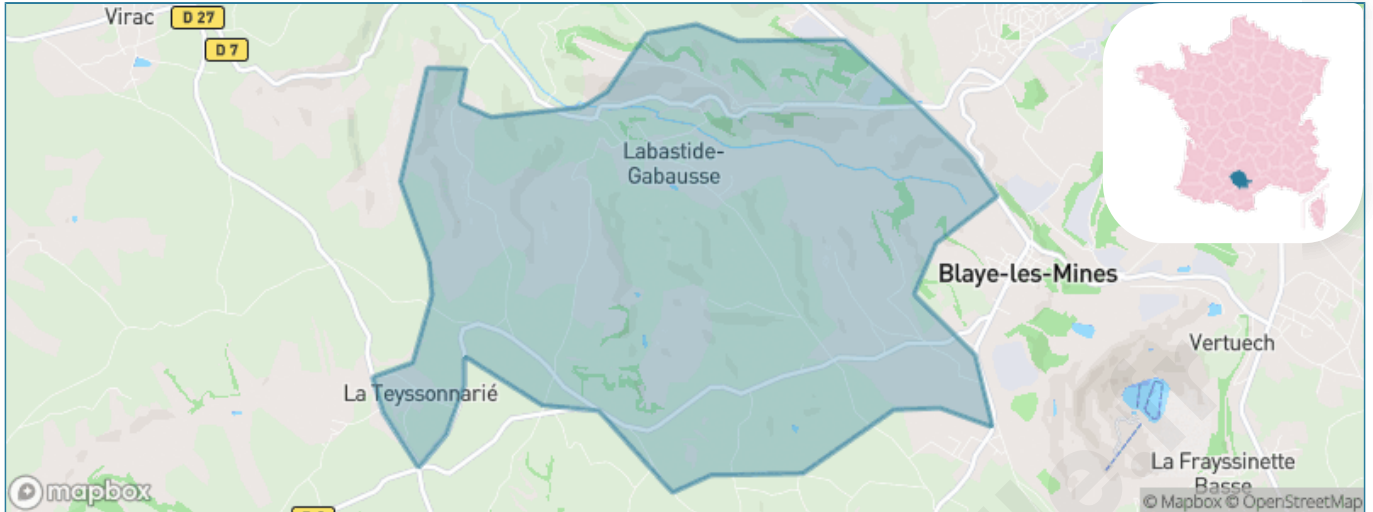 Virac
D 27
D 7
Labastide-
Gabausse
Blaye-les-Mines
Vertuech
La Teyssonnarié
La Frayssinette
Basse
mapbox
© Mapbox © OpenStreetMap